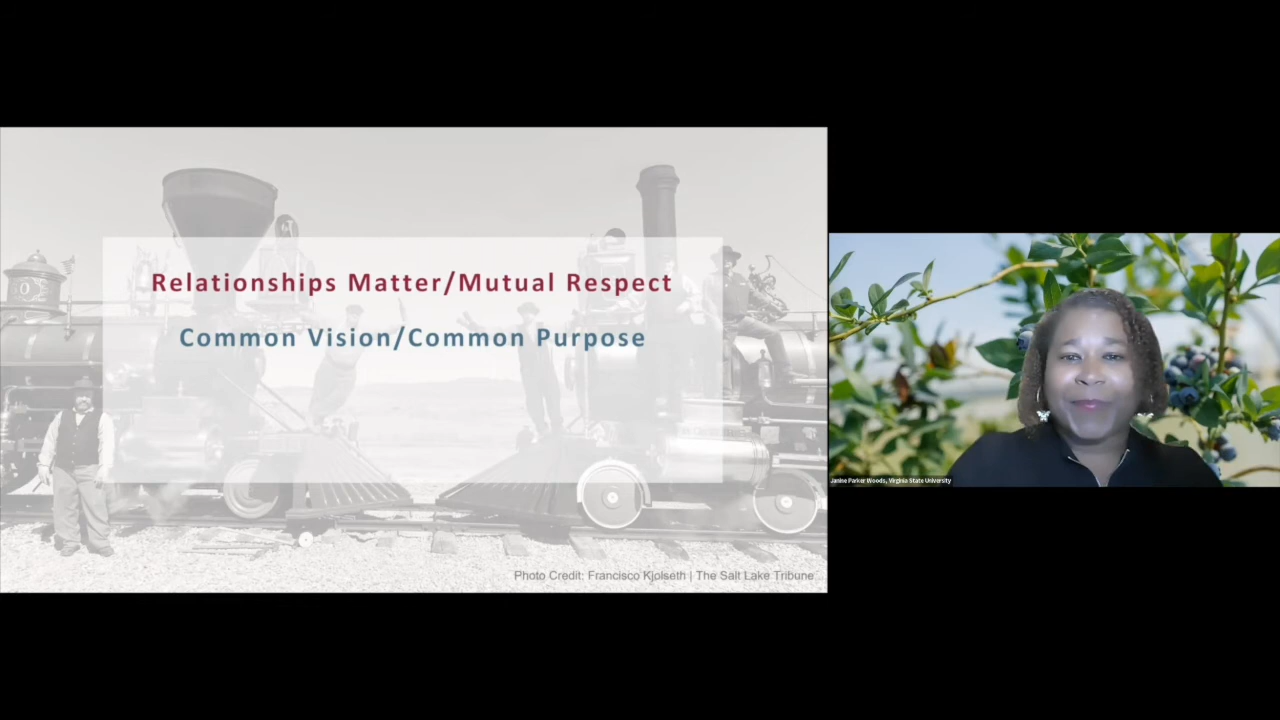 Relationships Matter/Mutual Respect
Common Vision/Common Purpose
Photo Credit: Francisco Kjolseth | The Salt Lake Tribune
Janine Parker Woods, Virginia State University